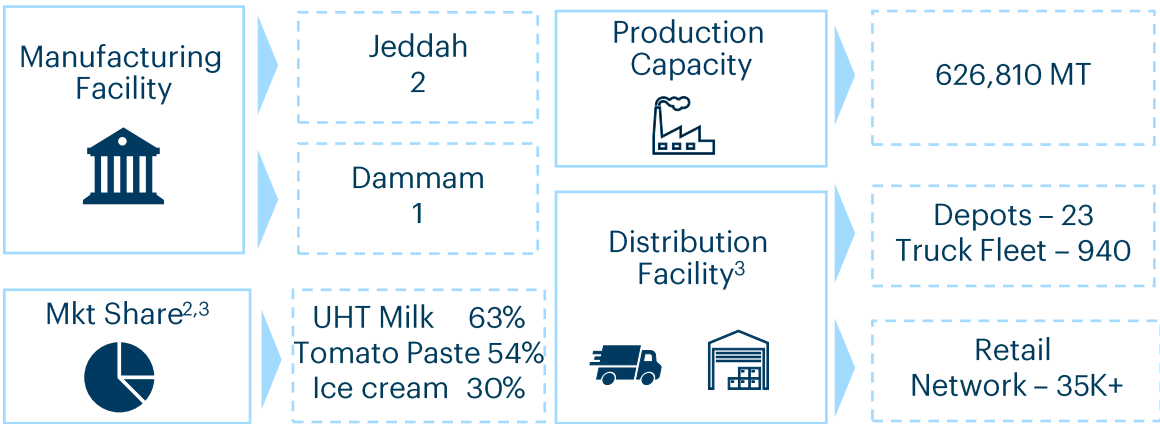 Manufacturing
Facility
Jeddah
2
Dammam
1
Mkt Share2,3
UHT Milk 63%
Tomato Paste 54%
Ice cream 30%
Production
Capacity
626,810 MT
Distribution
Facility3
Depots – 23
Truck Fleet – 940
Retail
Network – 35K+